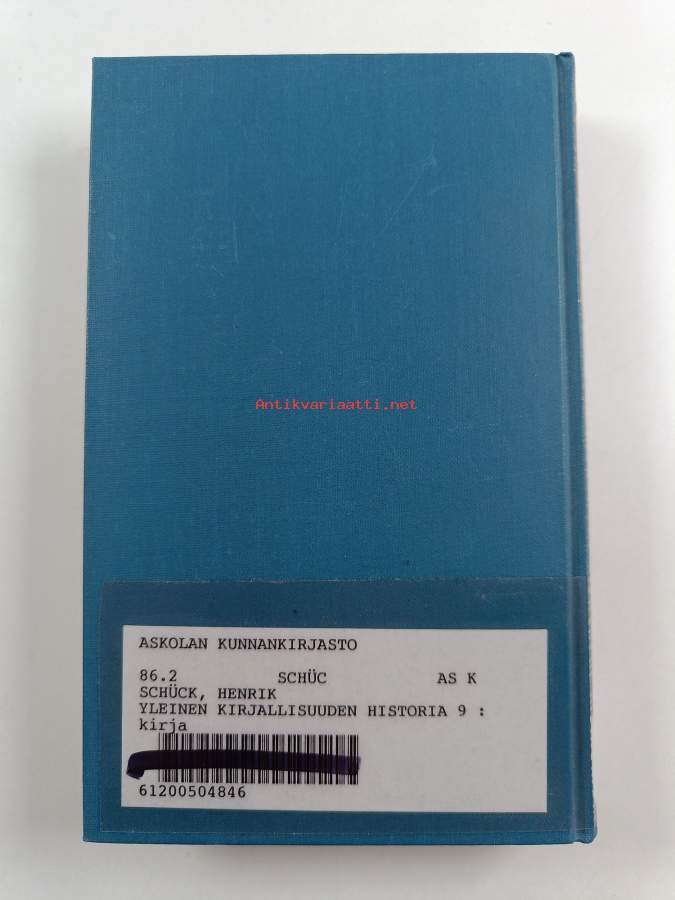 Antikvariaatti.net
ASKOLAN KUNNANKIRJASTO
86.2 SCHÜC AS K
SCHÜCK, HENRIK
YLEINEN KIRJALLISUUDEN HISTORIA 9 :
kirja
61200504846